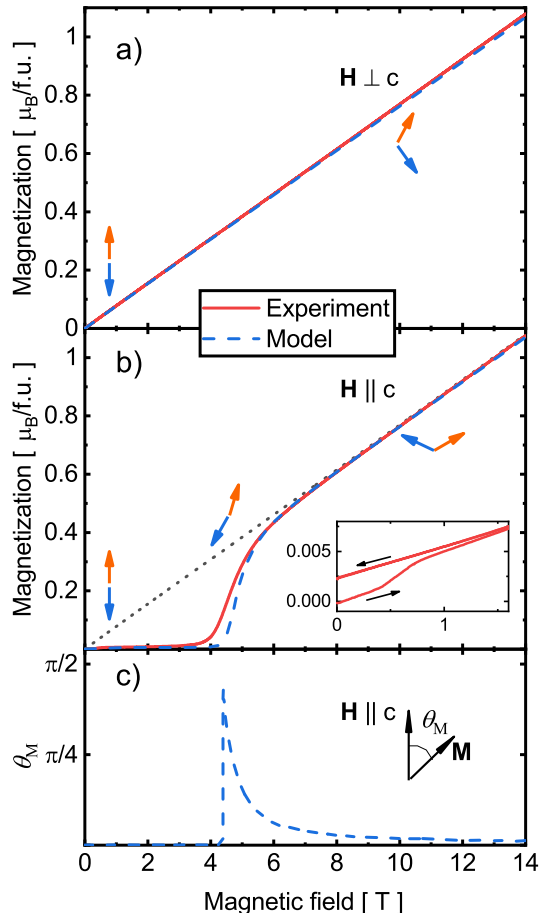 a)
H ⊥ c
Magnetization [ μB/f.u. ]
1
0.8
0.6
0.4
0.2
0
Experiment
Model
b)
H || c
Magnetization [ μB/f.u. ]
1
0.8
0.6
0.4
0.2
0.005
0.000
0 1
c)
H || c
θM
M
θM
π/2
π/4
0 2 4 6 8 10 12 14
Magnetic field [ T ]